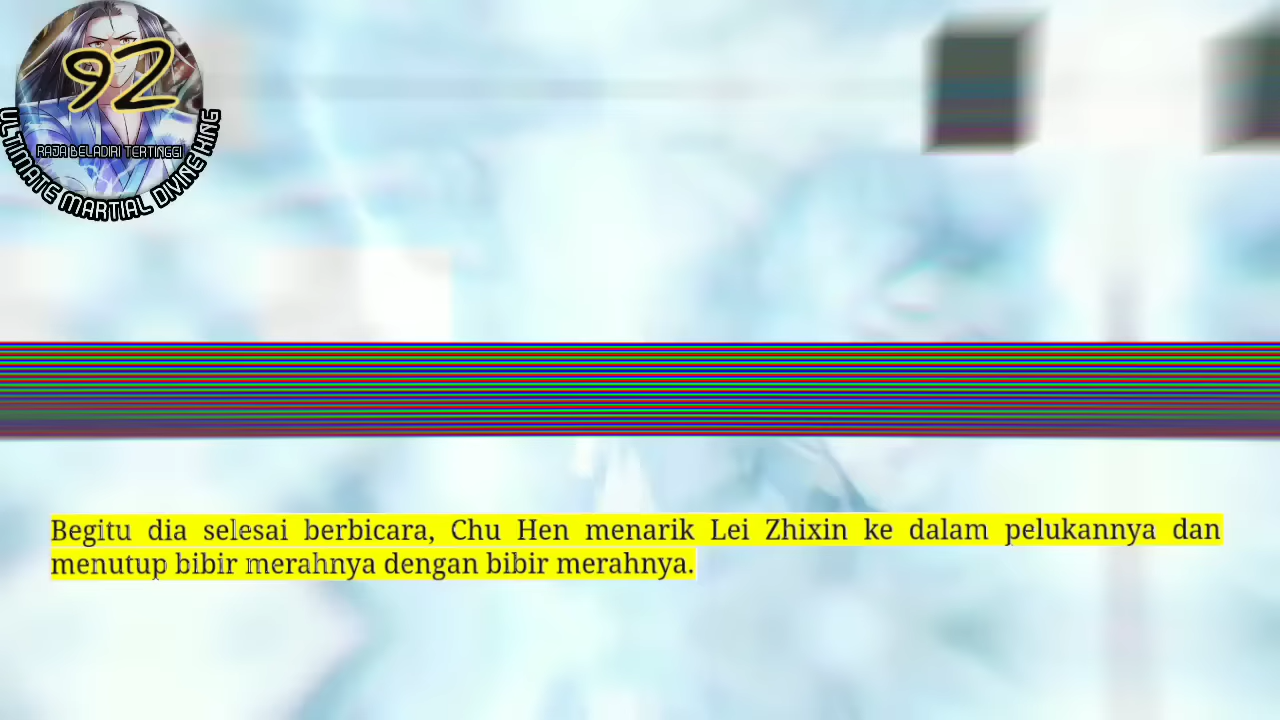 92
RAJA BELADIRI TERTINGGI
ULTIMATE MARTIAL DIVINE KING
Begitu dia selesai berbicara, Chu Hen menarik Lei Zhixin ke dalam pelukannya dan
menutup bibir merahnya dengan bibir merahnya.